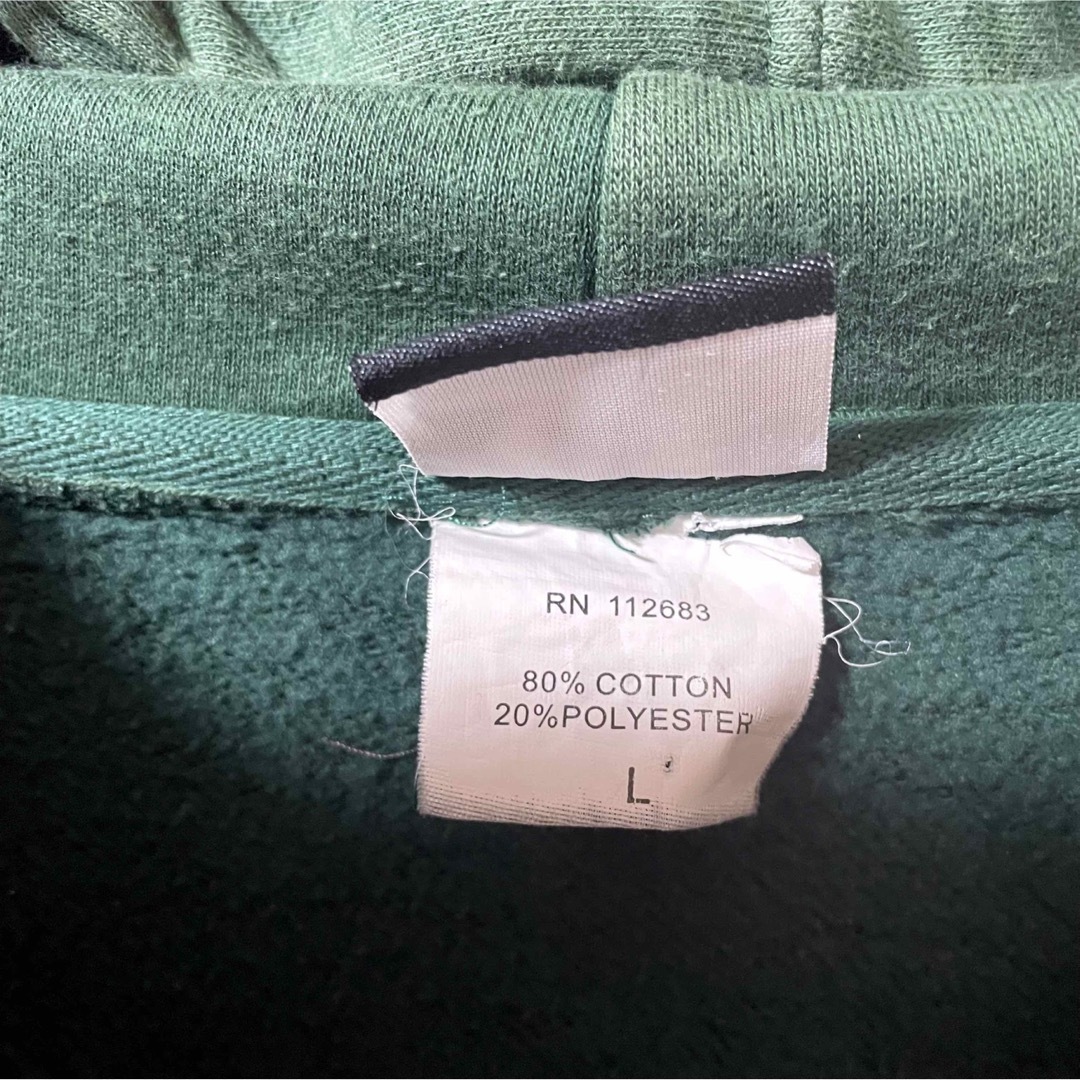 RN 112683
80% COTTON
20%POLYESTER
L